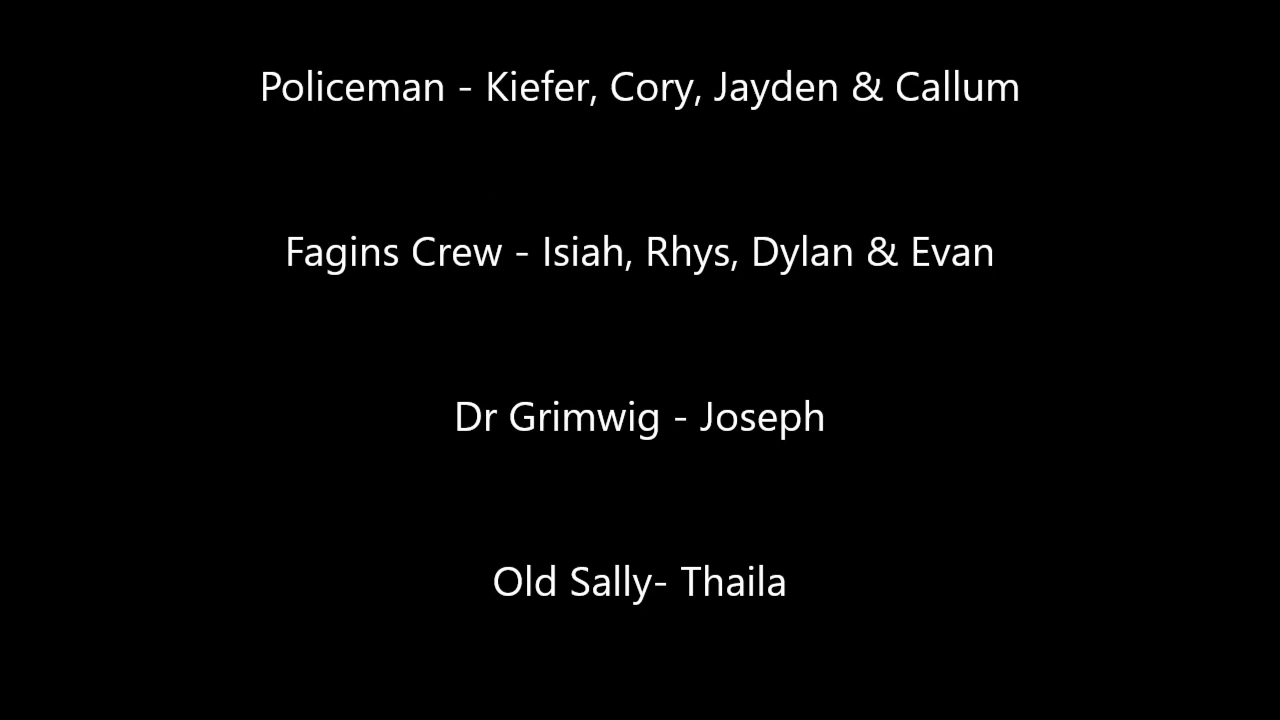 Policeman - Kiefer, Cory, Jayden & Callum
Fagins Crew - Isiah, Rhys, Dylan & Evan
Dr Grimwig - Joseph
Old Sally- Thaila